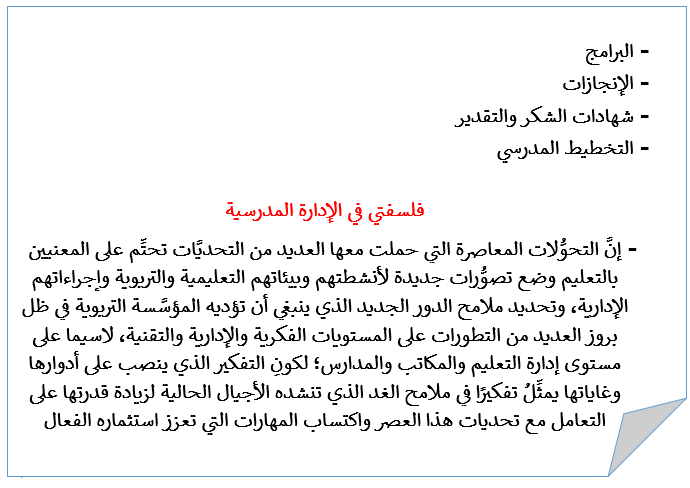 - البرامج
- الإنجازات
- شهادات الشكر والتقدير
- التخطيط المدرسي
فلسفتي في الإدارة المدرسية
- إنَّ التحوُّلات المعاصرة التي حملت معها العديد من التحديَّات تحتِّم على المعنيين
بالتعليم وضع تصوُّرات جديدة لأنشطتهم وبيئاتهم التعليمية والتربوية وإجراءاتهم
الإدارية، وتحديد ملامح الدور الجديد الذي ينبغي أن تؤديه المؤسَّسة التربوية في ظل
بروز العديد من التطورات على المستويات الفكرية والإدارية والتقنية، لاسيما على
مستوى إدارة التعليم والمكاتب والمدارس؛ لكونِ التفكير الذي ينصب على أدوارها
وغاياتها يمثِّلُ تفكيرًا في ملامح الغد الذي تنشده الأجيال الحالية لزيادة قدرتها على
التعامل مع تحديات هذا العصر واكتساب المهارات التي تعزز استثماره الفعال